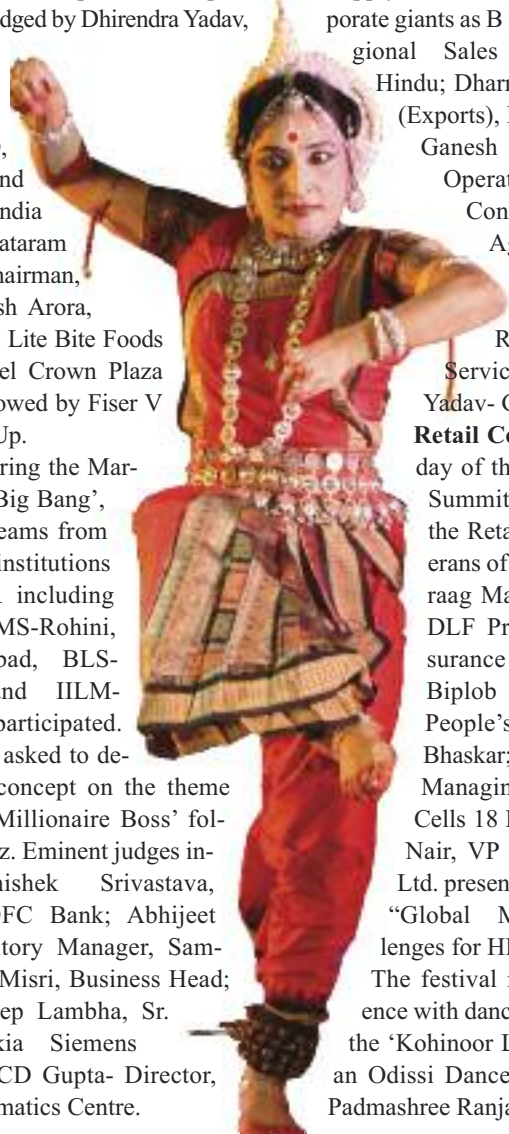 dged by Dhirendra Yadav,
nd
ndia
ataram
hairman,
sh Arora,
Lite Bite Foods
el Crown Plaza
owed by Fiser V
Up.
ring the Mar-
Big Bang’,
eams from
institutions
including
MS-Rohini,
bad, BLS-
nd IILM-
participated.
asked to de-
concept on the theme
Millionaire Boss’ fol-
z. Eminent judges in-
hishek Srivastava,
DFC Bank; Abhijeet
itory Manager, Sam-
Misri, Business Head;
eep Lambha, Sr.
kia Siemens
CD Gupta- Director,
matics Centre.
porate giants as B
gional Sales
Hindu; Dharm
(Exports),
Ganesh
Operat
Con
Ag
R
Servic
Yadav-
Retail Co
day of th
Summit
the Reta
erans of
raag Ma
DLF Pr
surance
Biplob
People’s
Bhaskar;
Managin
Cells 18
Nair, VP
Ltd. presen
“Global M
lenges for H
The festival
ence with danc
the ‘Kohinoor
an Odissi Dance
Padmashree Ranja